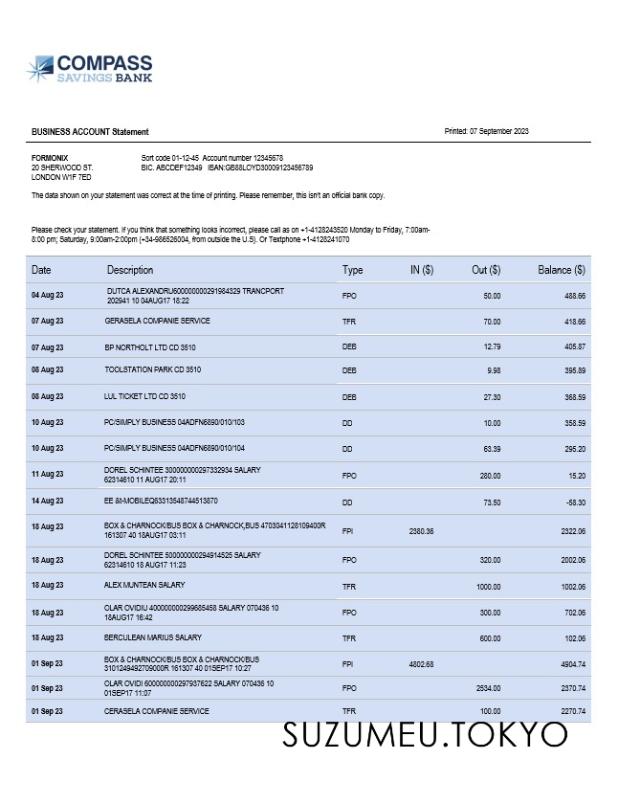 COMPASS
SAVINGS BANK
BUSINESS ACCOUNT Statement Printed: 07 September 2023
FORMONIX Sort code 01-12-45 Account number 12345678
20 SHERWOOD ST. BIC. ABCDEF12349 IBAN:GB88LOYD30009123456789
LONDON W1F 7ED
The data shown on your statement was correct at the time of printing. Please remember, this isn't an official bank copy.
Please check your statement. If you think that something looks incorrect, please call as on +1-4128243520 Monday to Friday, 7:00am-
8:00 pm; Saturday, 9:00am-2:00pm (+34-986526004, from outside the U.S). Or Textphone +1-4128241070
Date Description Type IN ($) Out ($) Balance ($)
04 Aug 23 DUTCA ALEXANDRU600000000291984329 TRANCPORT FPO 50.00 488.66
202941 10 04AUG17 18:22
07 Aug 23 GERASELA COMPANIE SERVICE TFR 70.00 418.66
07 Aug 23 BP NORTHOLT LTD CD 3510 DEB 12.79 405.87
08 Aug 23 TOOLSTATION PARK CD 3510 DEB 9.98 395.89
08 Aug 23 LUL TICKET LTD CD 3510 DEB 27.30 368.59
10 Aug 23 PC/SIMPLY BUSINESS 04ADFN6890/010/103 DD 10.00 358.59
10 Aug 23 PC/SIMPLY BUSINESS 04ADFN6890/010/104 DD 63.39 295.20
11 Aug 23 DOREL SCHINTEE 300000000297332934 SALARY FPO 280.00 15.20
62314610 11 AUG17 20:11
14 Aug 23 EE &t-MOBILEQ63313548744513870 DD 73.50 -58.30
18 Aug 23 BOX & CHARNOCK/BUS BOX & CHARNOCK,BUS 4703041128109400R FPI 2380.36 2322.06
161307 40 18AUG17 03:11
18 Aug 23 DOREL SCHINTEE 500000000294914525 SALARY FPO 320.00 2002.06
62314610 18 AUG17 11:23
18 Aug 23 ALEX MUNTEAN SALARY TFR 1000.00 1002.06
18 Aug 23 OLAR OVIDIU 400000000299685458 SALARY 070436 10 FPO 300.00 702.06
18AUG17 16:42
18 Aug 23 SERCULEAN MARIUS SALARY TFR 600.00 102.06
01 Sep 23 BOX & CHARNOCK/BUS BOX & CHARNOCK/BUS FPI 4802.68 4904.74
3101249492709000R 161307 40 01SEP17 10:27
01 Sep 23 OLAR OVIDI 600000000297937622 SALARY 070436 10 FPO 2534.00 2370.74
01SEP17 11:07
01 Sep 23 CERASELA COMPANIE SERVICE TFR 100.00 2270.74
SUZUMEU.TOKYO